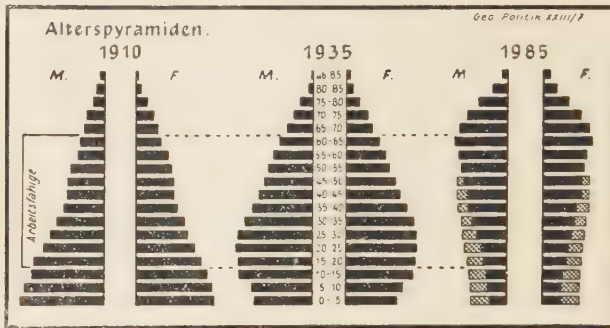 Geo Politik XXIII/7
Alterspyramiden.
1910 1935 1985
M. F M. F. M F.
ab 85
80 85
75-80
70 75
65 70
60-65
55-60
50 55
45 50
40 45
35 40
30 35
25 30
20 25
15 20
10-15
5 10
0-5
Arbeitsfähige